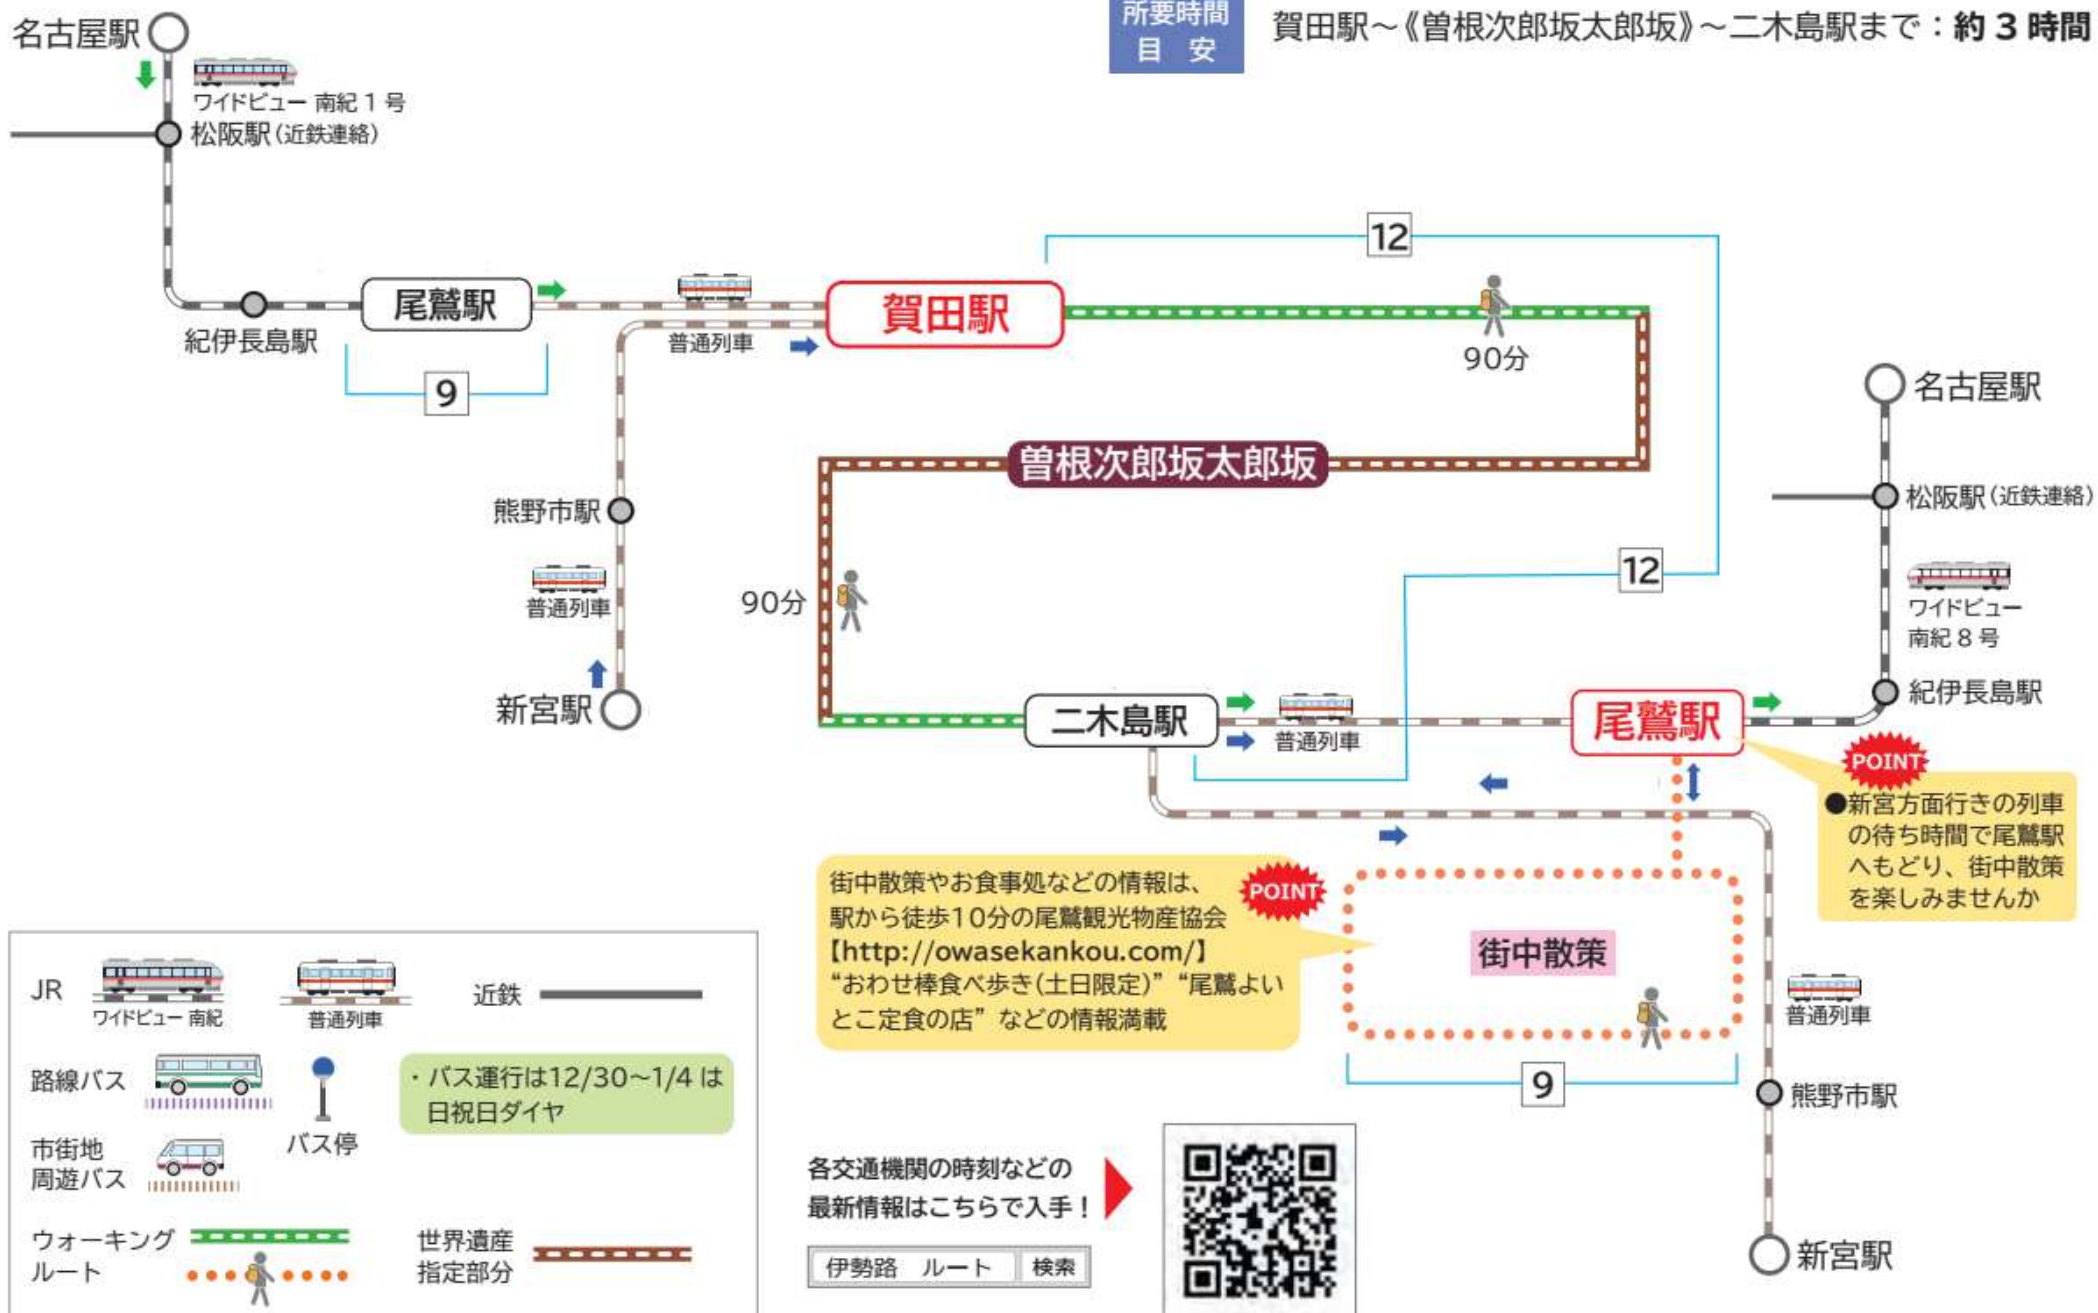 所要時間
目 安
賀田駅~《曽根次郎坂太郎坂》~二木島駅まで：約 3 時間
名古屋駅
ワイドビュー 南紀 1 号
松阪駅(近鉄連絡)
紀伊長島駅
尾鷲駅
9
普通列車
賀田駅
12
90分
曽根次郎坂太郎坂
熊野市駅
普通列車
新宮駅
90分
12
名古屋駅
松阪駅(近鉄連絡)
ワイドビュー
南紀 8 号
紀伊長島駅
二木島駅
普通列車
尾鷲駅
POINT
●新宮方面行きの列車
の待ち時間で尾鷲駅
へもどり、街中散策
を楽しみませんか
POINT
街中散策やお食事処などの情報は、
駅から徒歩10分の尾鷲観光物産協会
【http://owasekankou.com/】
“おわせ棒食べ歩き(土日限定)” “尾鷲よい
とこ定食の店” などの情報満載
街中散策
9
普通列車
熊野市駅
新宮駅
JR
ワイドビュー 南紀
普通列車
近鉄
路線バス
バス停
・バス運行は12/30~1/4 は
日祝日ダイヤ
市街地
周遊バス
ウォーキング
ルート
世界遺産
指定部分
各交通機関の時刻などの
最新情報はこちらで入手！
伊勢路 ルート 検索